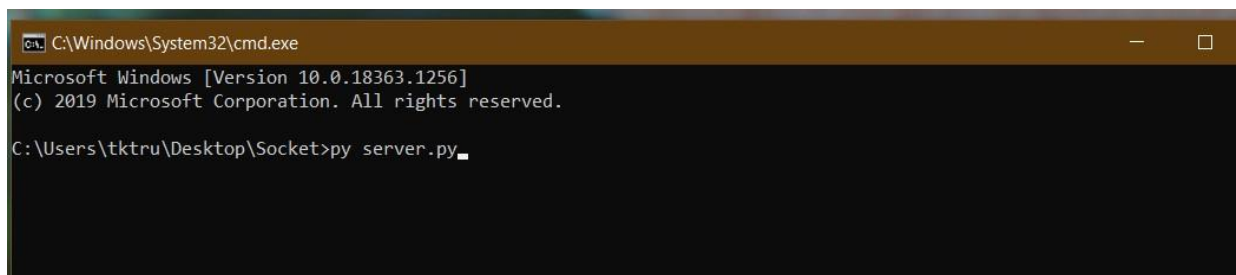 C:\Windows\System32\cmd.exe
Microsoft Windows [Version 10.0.18363.1256]
(c) 2019 Microsoft Corporation. All rights reserved.
C:\Users\tktru\Desktop\Socket>py server.py